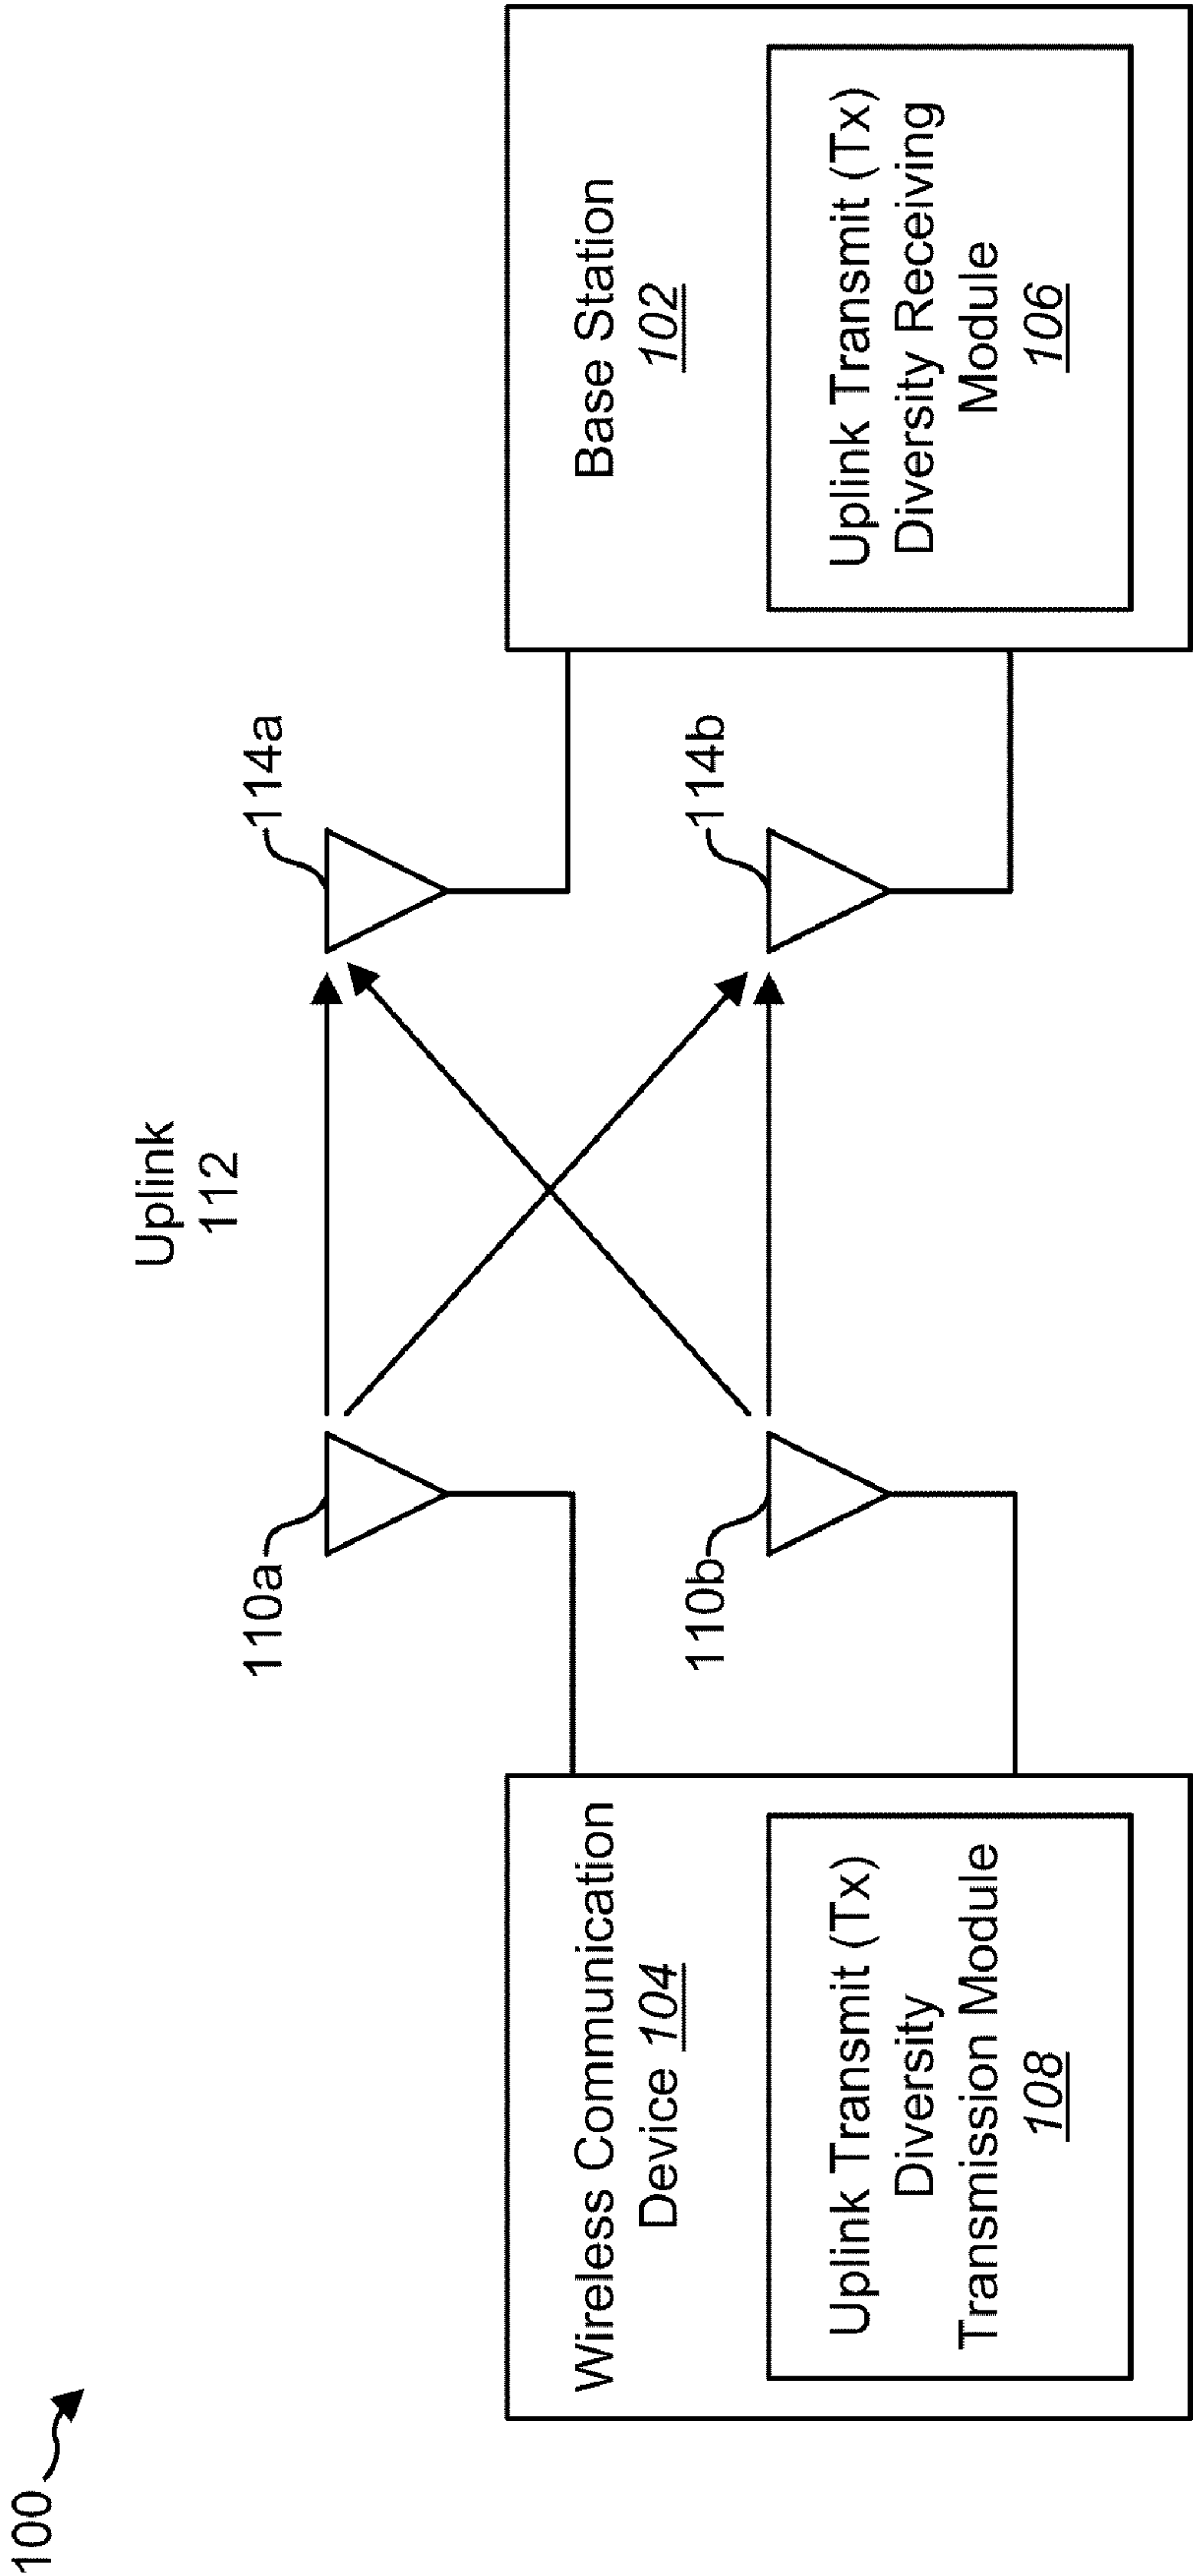 100
Uplink
112
110a
114a
110b
114b
Wireless Communication
Device 104
Uplink Transmit (Tx)
Diversity
Transmission Module
108
Base Station
102
Uplink Transmit (Tx)
Diversity Receiving
Module
106